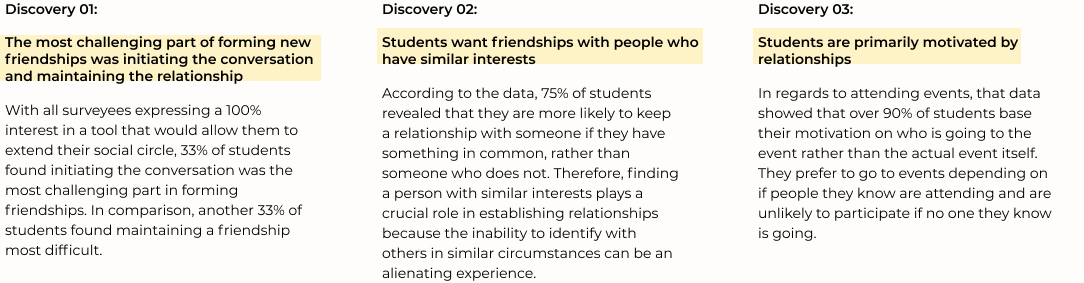 Discovery 01:
The most challenging part of forming new
friendships was initiating the conversation
and maintaining the relationship
With all surveyees expressing a 100%
interest in a tool that would allow them to
extend their social circle, 33% of students
found initiating the conversation was the
most challenging part in forming
friendships. In comparison, another 33% of
students found maintaining a friendship
most difficult.
Discovery 02:
Students want friendships with people who
have similar interests
According to the data, 75% of students
revealed that they are more likely to keep
a relationship with someone if they have
something in common, rather than
someone who does not. Therefore, finding
a person with similar interests plays a
crucial role in establishing relationships
because the inability to identify with
others in similar circumstances can be an
alienating experience.
Discovery 03:
Students are primarily motivated by
relationships
In regards to attending events, that data
showed that over 90% of students base
their motivation on who is going to the
event rather than the actual event itself.
They prefer to go to events depending on
if people they know are attending and are
unlikely to participate if no one they know
is going.